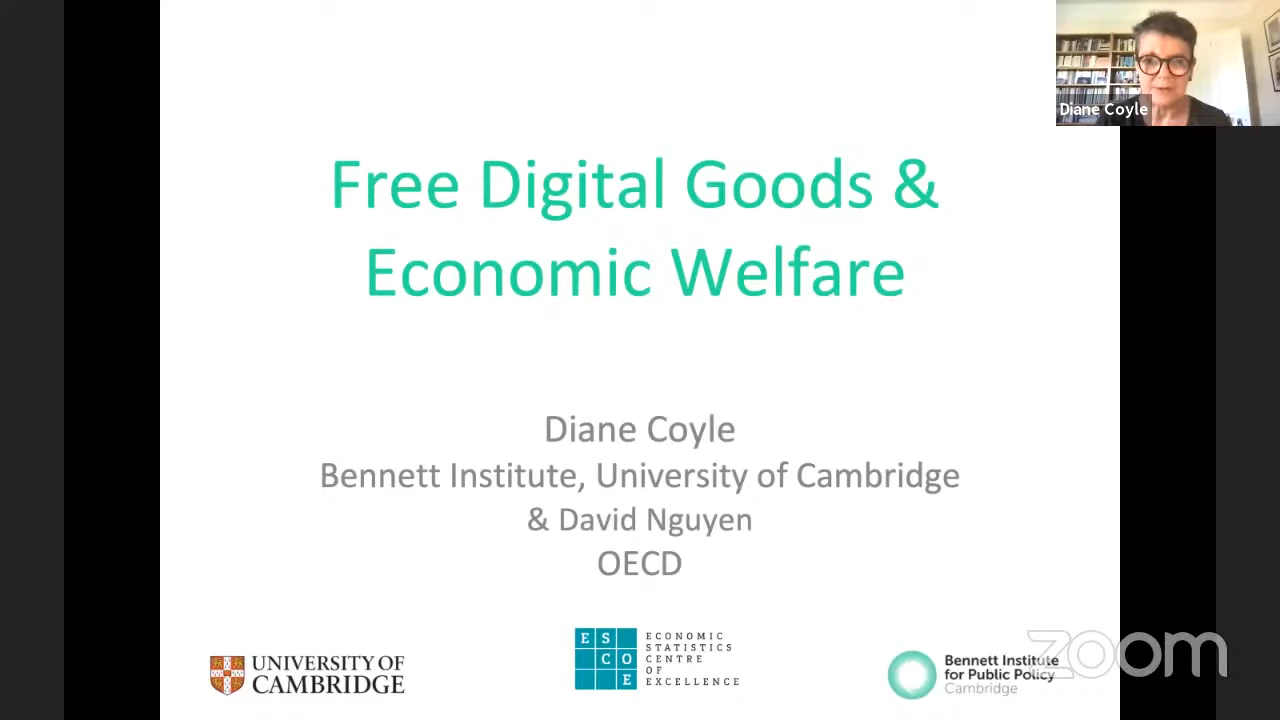 Diane Coyle
Free Digital Goods &
Economic Welfare
Diane Coyle
Bennett Institute, University of Cambridge
& David Nguyen
OECD
UNIVERSITY OF
CAMBRIDGE
E S
C O
E
ECONOMIC
STATISTICS
CENTRE
OF
EXCELLENCE
Bennett Institute
for Public Policy
Cambridge
zoom